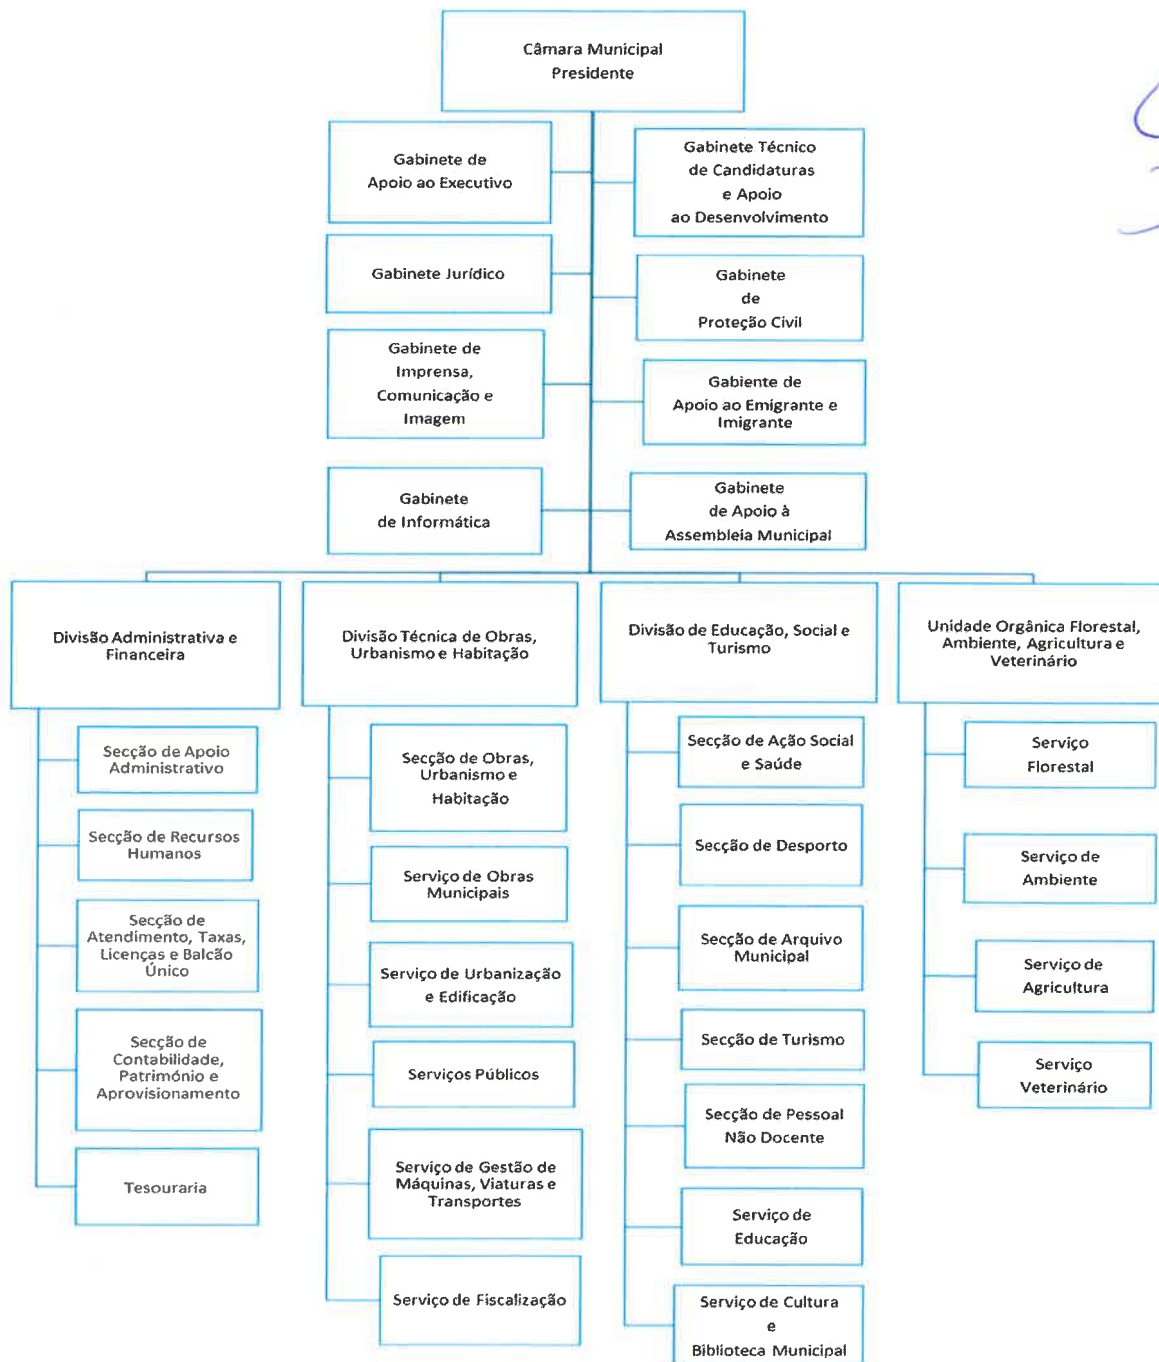 Câmara Municipal
Presidente
Gabinete de
Apoio ao Executivo
Gabinete Técnico
de Candidaturas
e Apoio
ao Desenvolvimento
Gabinete Jurídico
Gabinete
de
Proteção Civil
Gabinete de
Imprensa,
Comunicação e
Imagem
Gabiente de
Apoio ao Emigrante e
Imigrante
Gabinete
de Informática
Gabinete
de Apoio à
Assembleia Municipal
Divisão Administrativa e
Financeira
Secção de Apoio
Administrativo
Secção de Recursos
Humanos
Secção de
Atendimento, Taxas,
Licenças e Balcão
Único
Secção de
Contabilidade,
Património e
Aprovisionamento
Tesouraria
Divisão Técnica de Obras,
Urbanismo e Habitação
Secção de Obras,
Urbanismo e
Habitação
Serviço de Obras
Municipais
Serviço de Urbanização
e Edificação
Serviços Públicos
Serviço de Gestão de
Máquinas, Viaturas e
Transportes
Serviço de Fiscalização
Divisão de Educação, Social e
Turismo
Secção de Ação Social
e Saúde
Secção de Desporto
Secção de Arquivo
Municipal
Secção de Turismo
Secção de Pessoal
Não Docente
Serviço de
Educação
Serviço de Cultura
e
Biblioteca Municipal
Unidade Orgânica Florestal,
Ambiente, Agricultura e
Veterinário
Serviço
Florestal
Serviço de
Ambiente
Serviço de
Agricultura
Serviço
Veterinário